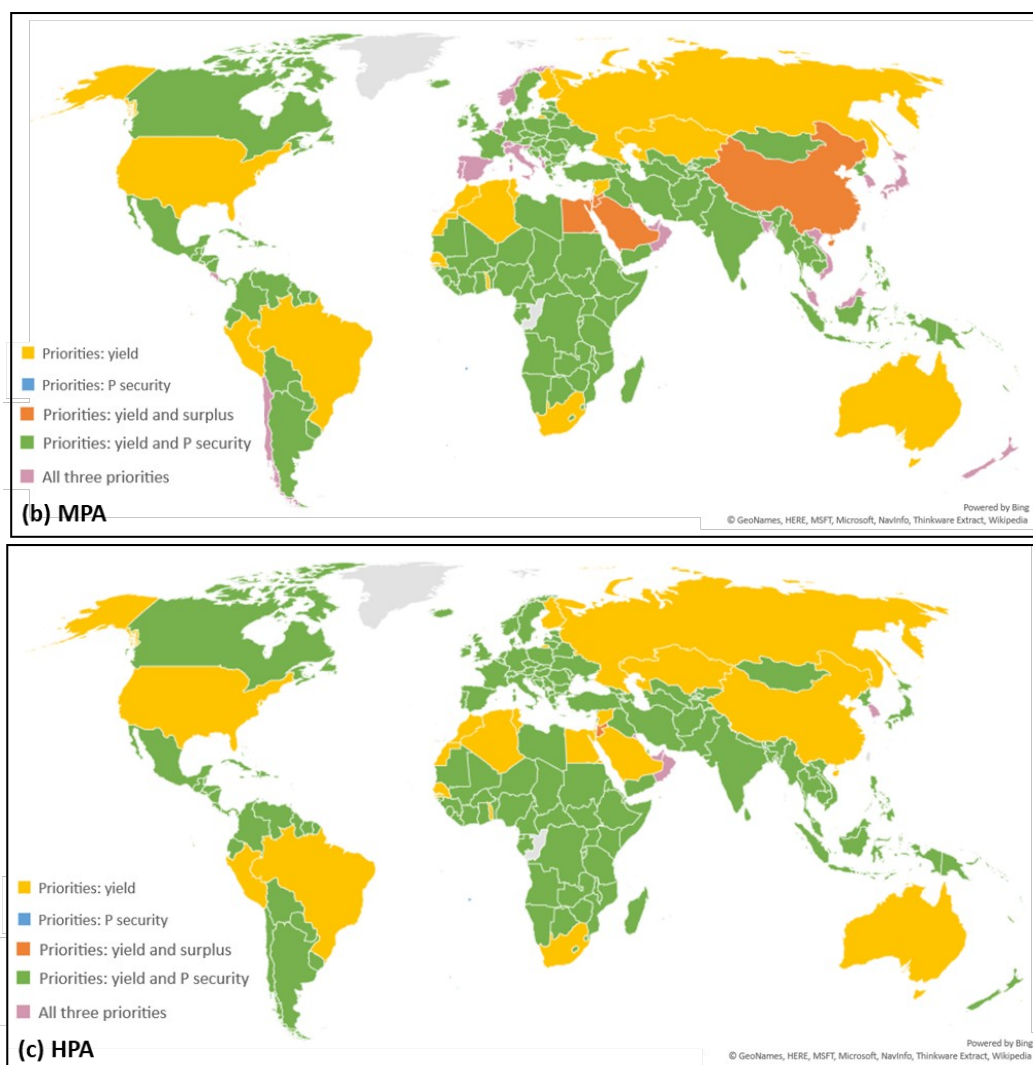 Priorities: yield
Priorities: P security
Priorities: yield and surplus
Priorities: yield and P security
All three priorities
(b) MPA
Powered by Bing
© GeoNames, HERE, MSFT, Microsoft, NavInfo, Thinkware Extract, Wikipedia
Priorities: yield
Priorities: P security
Priorities: yield and surplus
Priorities: yield and P security
All three priorities
(c) HPA
Powered by Bing
© GeoNames, HERE, MSFT, Microsoft, NavInfo, Thinkware Extract, Wikipedia